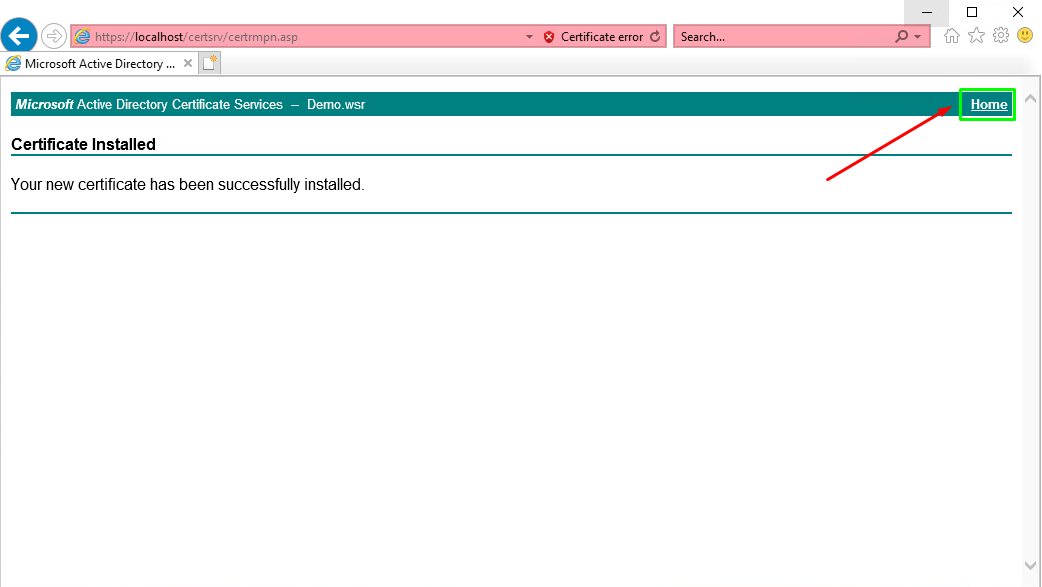 https://localhost/certsrv/certrmpn.asp
Certificate error
Search...
Microsoft Active Directory ...
Microsoft Active Directory Certificate Services -- Demo.wsr
Home
Certificate Installed
Your new certificate has been successfully installed.